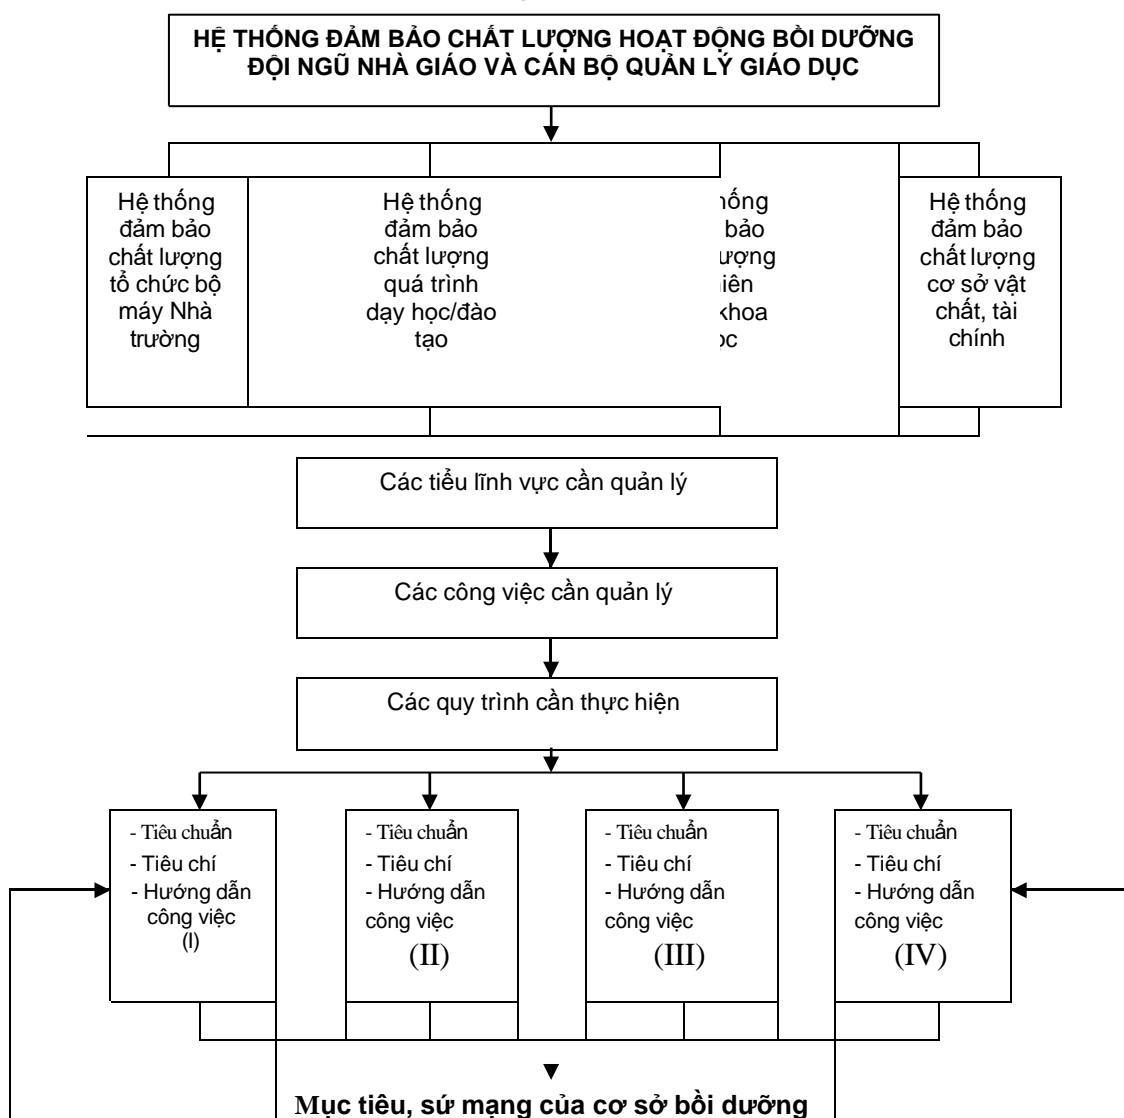 HỆ THỐNG ĐẢM BẢO CHẤT LƯỢNG HOẠT ĐỘNG BỒI DƯỠNG
ĐỘI NGŨ NHÀ GIÁO VÀ CÁN BỘ QUẢN LÝ GIÁO DỤC
Hệ thống
đảm bảo
chất lượng
tổ chức bộ
máy Nhà
trường
Hệ thống
đảm bảo
chất lượng
quá trình
dạy học/đào
tạo
bảo
khoa
Hệ thống
đảm bảo
chất lượng
cơ sở vật
chất, tài
chính
Các tiểu lĩnh vực cần quản lý
Các công việc cần quản lý
Các quy trình cần thực hiện
- Tiêu chuẩn
- Tiêu chí
- Hướng dẫn
công việc
(I)
- Tiêu chuẩn
- Tiêu chí
- Hướng dẫn
công việc
(II)
- Tiêu chuẩn
- Tiêu chí
- Hướng dẫn
công việc
(III)
- Tiêu chuẩn
- Tiêu chí
- Hướng dẫn
công việc
(IV)
Mục tiêu, sứ mạng của cơ sở bồi dưỡng